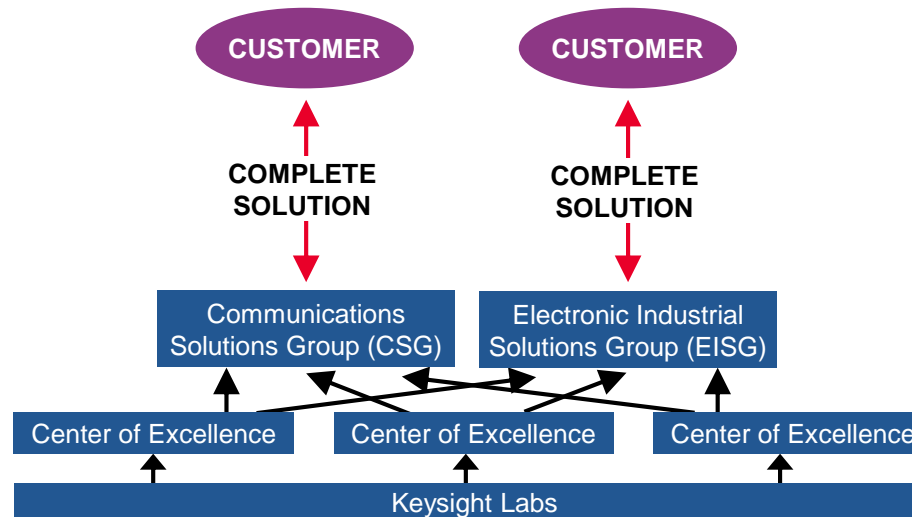 CUSTOMER
CUSTOMER
COMPLETE
SOLUTION
COMPLETE
SOLUTION
Communications
Solutions Group (CSG)
Electronic Industrial
Solutions Group (EISG)
Center of Excellence
Center of Excellence
Center of Excellence
Keysight Labs